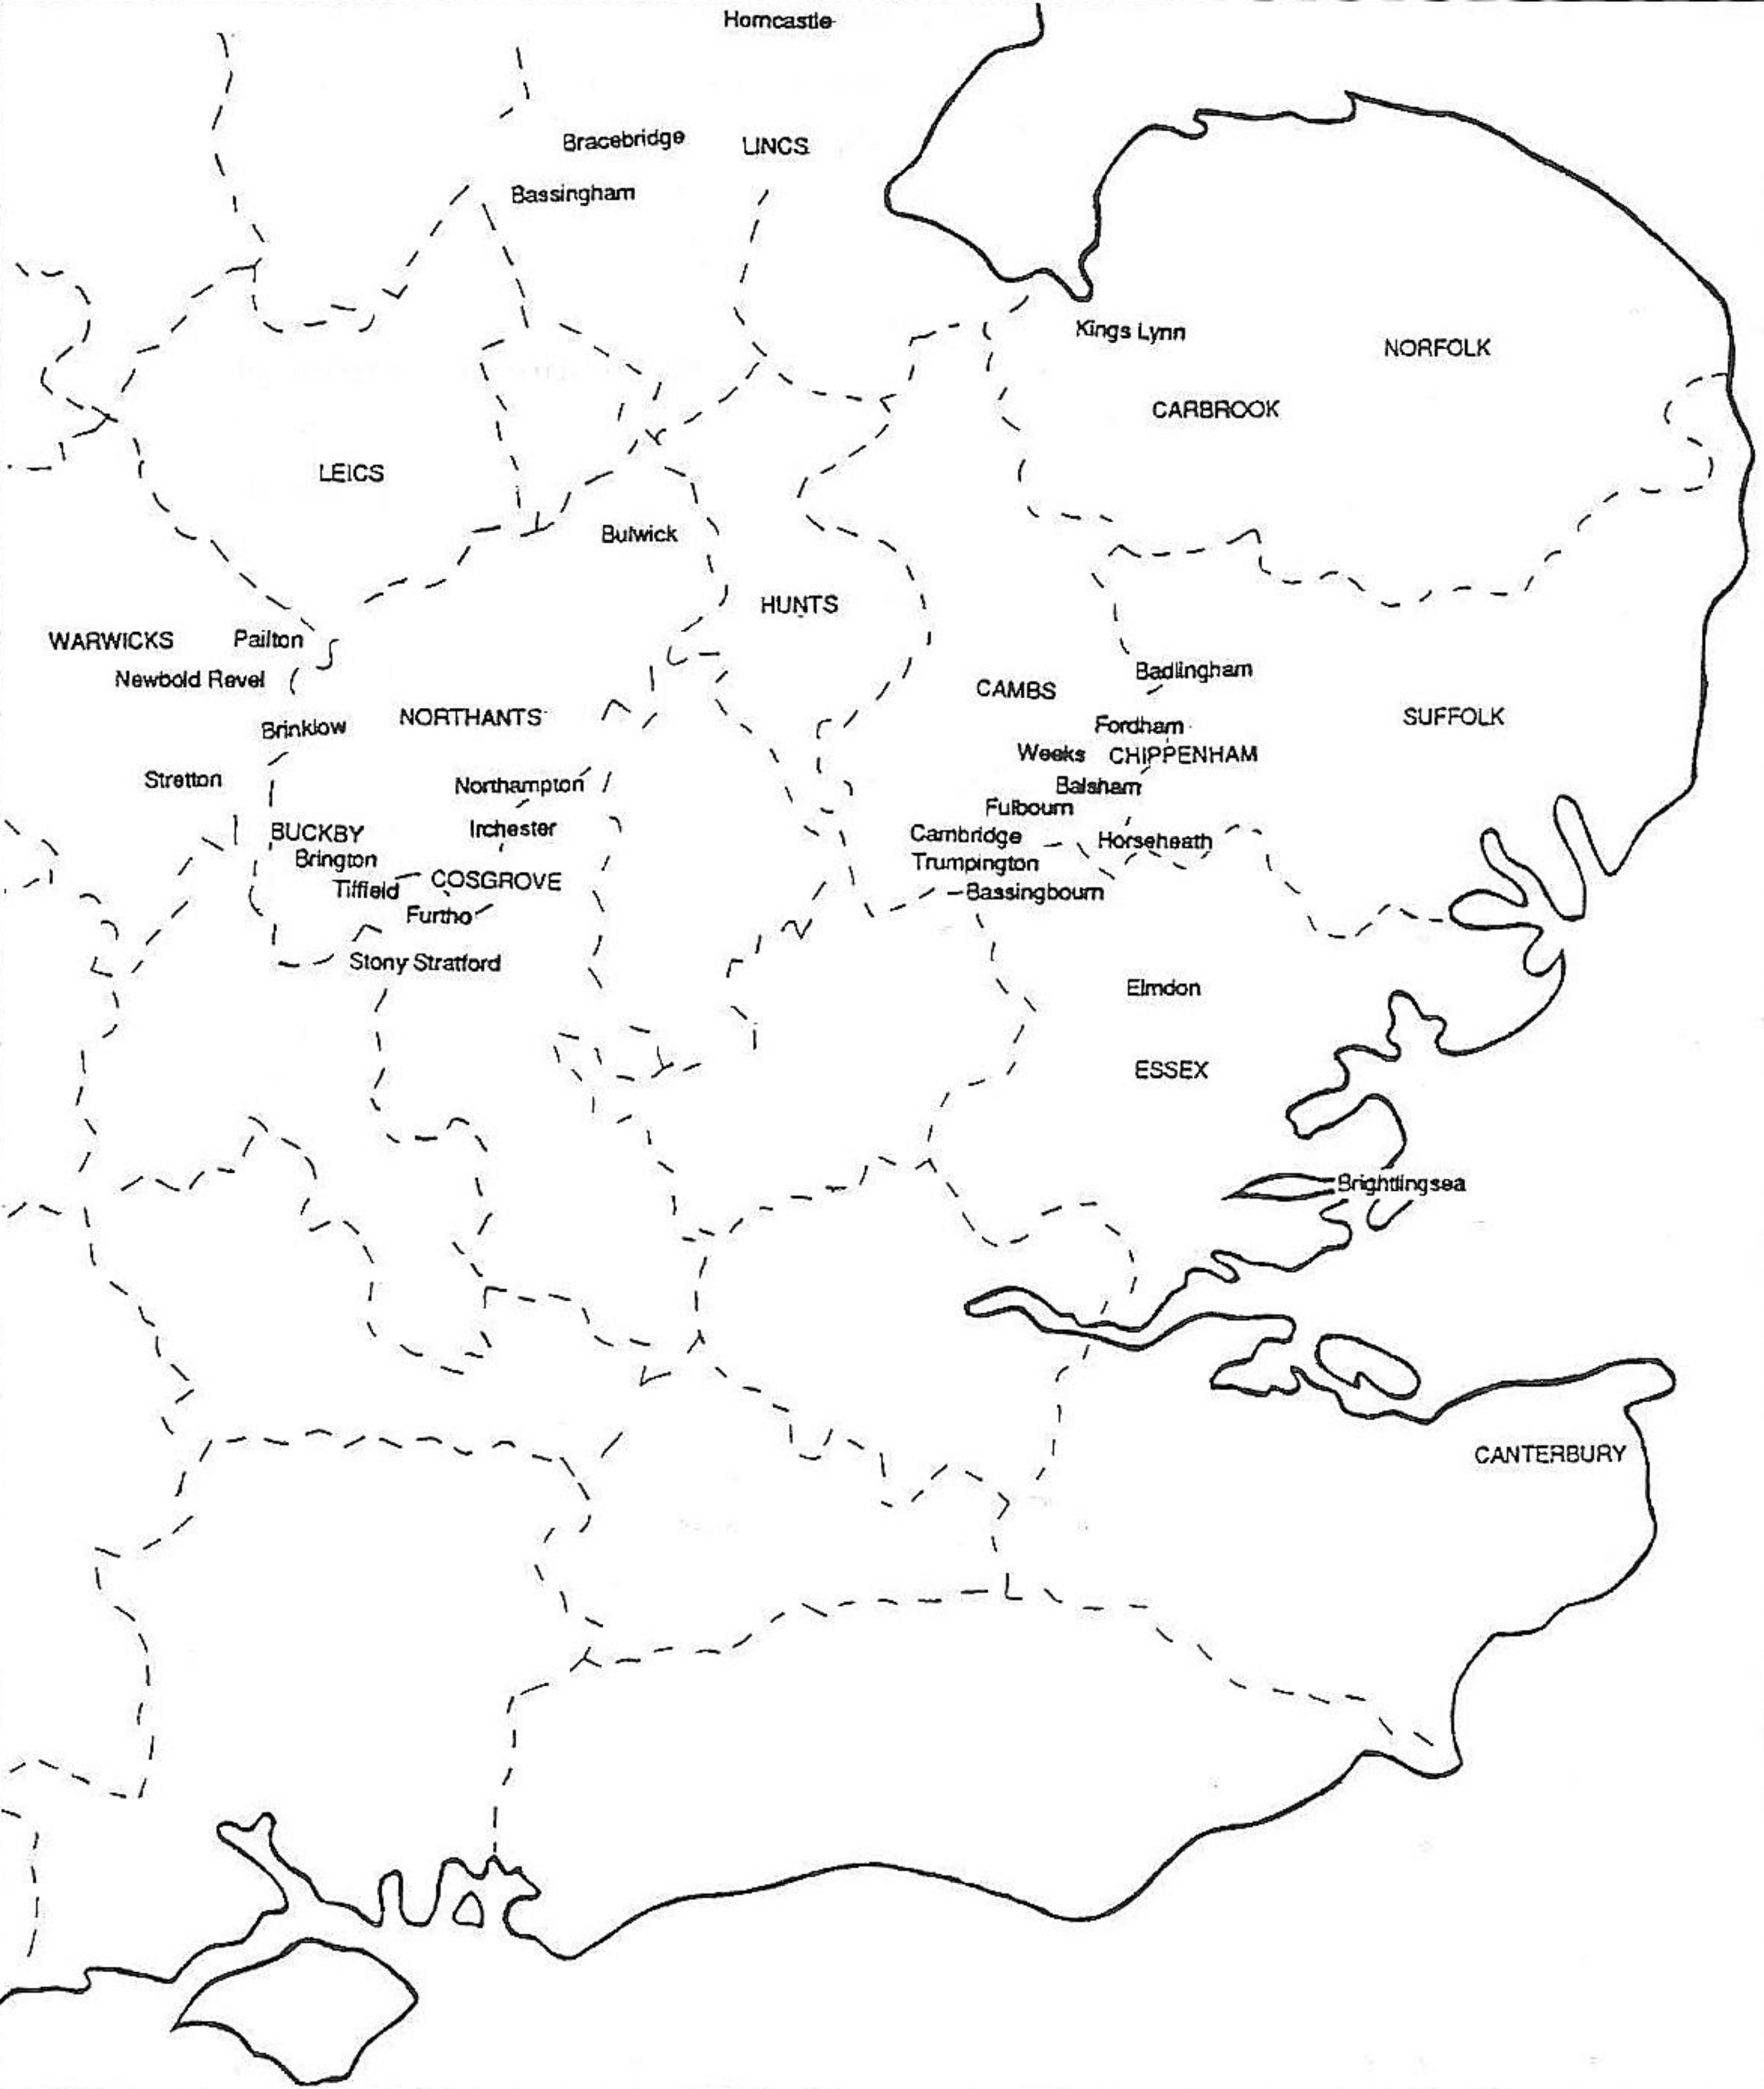 Horncastle
Bracebridge
LINCS
Bassingham
Kings Lynn
NORFOLK
CARBROOK
LEICS
Bulwick
HUNTS
WARWICKS
Pailton
Newbold Revel
Badlingham
CAMBS
NORTHANTS
SUFFOLK
Brinklow
Fordham
Weeks
CHIPPENHAM
Stretton
Northampton
Balsham
Fulbourn
BUCKBY
Irchester
Cambridge
Horseheath
Brington
Trumpington
Tiffield
COSGROVE
Bassingbourn
Furtho
Stony Stratford
Elmdon
ESSEX
Brightlingsea
CANTERBURY